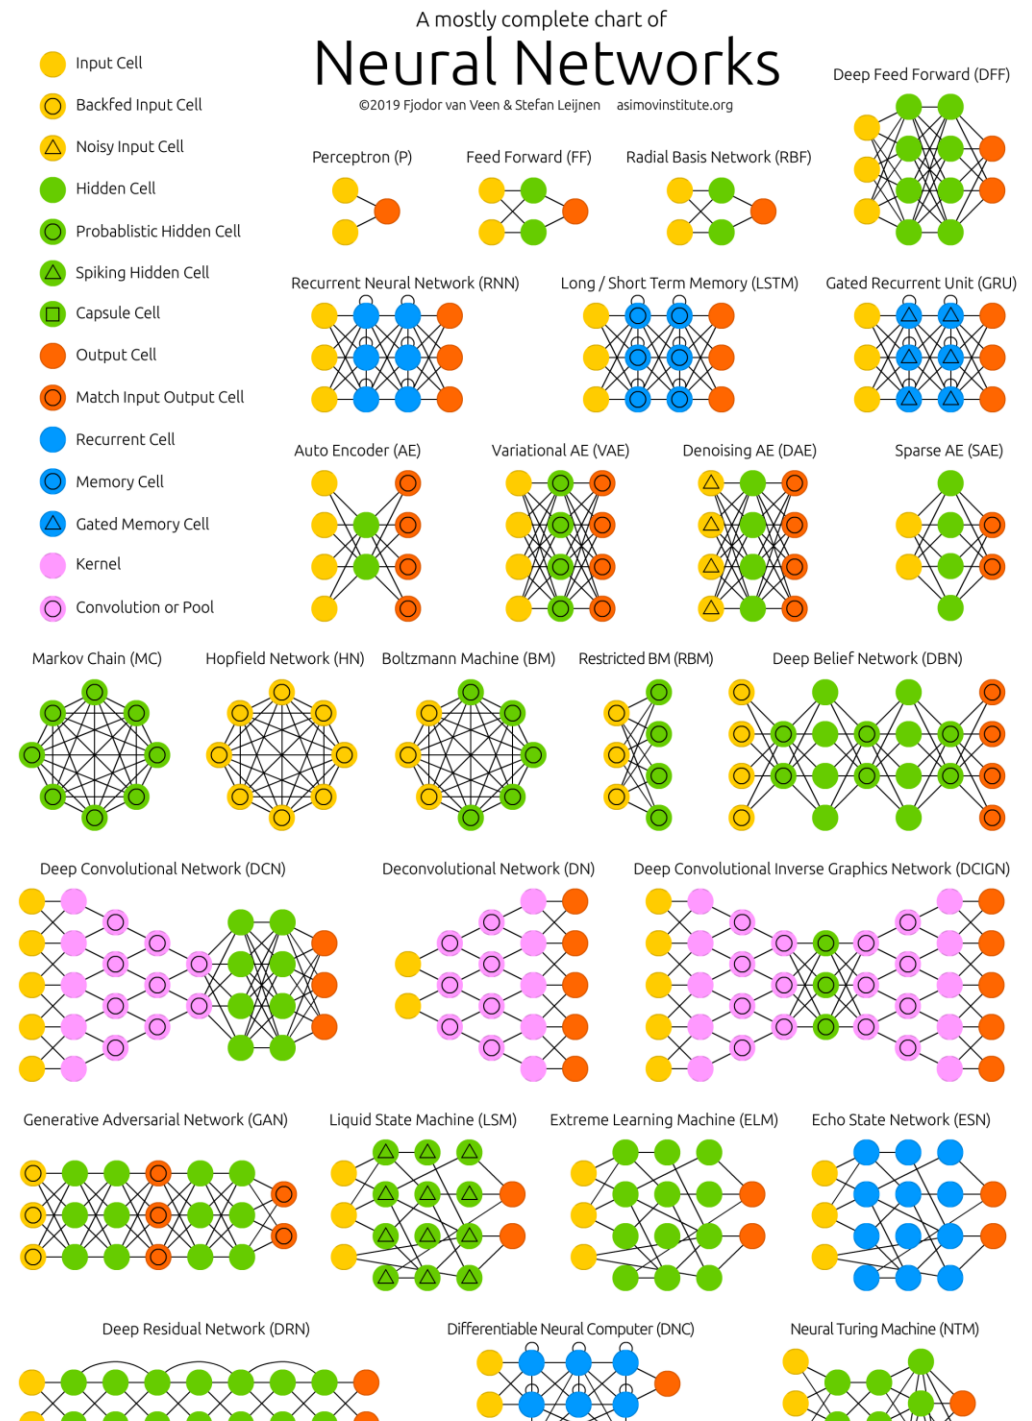 A mostly complete chart of
Neural Networks
©2019 Fjodor van Veen & Stefan Leijnen asimovinstitute.org
Input Cell
Backfed Input Cell
Noisy Input Cell
Hidden Cell
Probablistic Hidden Cell
Spiking Hidden Cell
Capsule Cell
Output Cell
Match Input Output Cell
Recurrent Cell
Memory Cell
Gated Memory Cell
Kernel
Convolution or Pool
Deep Feed Forward (DFF)
Perceptron (P)
Feed Forward (FF)
Radial Basis Network (RBF)
Recurrent Neural Network (RNN)
Long / Short Term Memory (LSTM)
Gated Recurrent Unit (GRU)
Auto Encoder (AE)
Variational AE (VAE)
Denoising AE (DAE)
Sparse AE (SAE)
Markov Chain (MC)
Hopfield Network (HN)
Boltzmann Machine (BM)
Restricted BM (RBM)
Deep Belief Network (DBN)
Deep Convolutional Network (DCN)
Deconvolutional Network (DN)
Deep Convolutional Inverse Graphics Network (DCIGN)
Generative Adversarial Network (GAN)
Liquid State Machine (LSM)
Extreme Learning Machine (ELM)
Echo State Network (ESN)
Deep Residual Network (DRN)
Differentiable Neural Computer (DNC)
Neural Turing Machine (NTM)